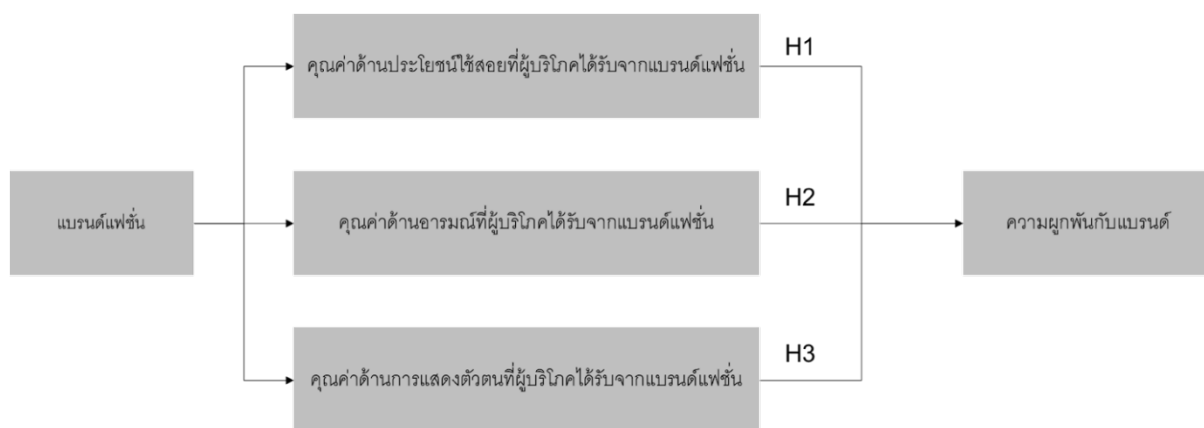 คุณค่าด้านประโยชน์ใช้สอยที่ผู้บริโภคได้รับจากแบรนด์แฟชั่น
H1
แบรนด์แฟชั่น
คุณค่าด้านอารมณ์ที่ผู้บริโภคได้รับจากแบรนด์แฟชั่น
H2
ความผูกพันกับแบรนด์
คุณค่าด้านการแสดงตัวตนที่ผู้บริโภคได้รับจากแบรนด์แฟชั่น
H3